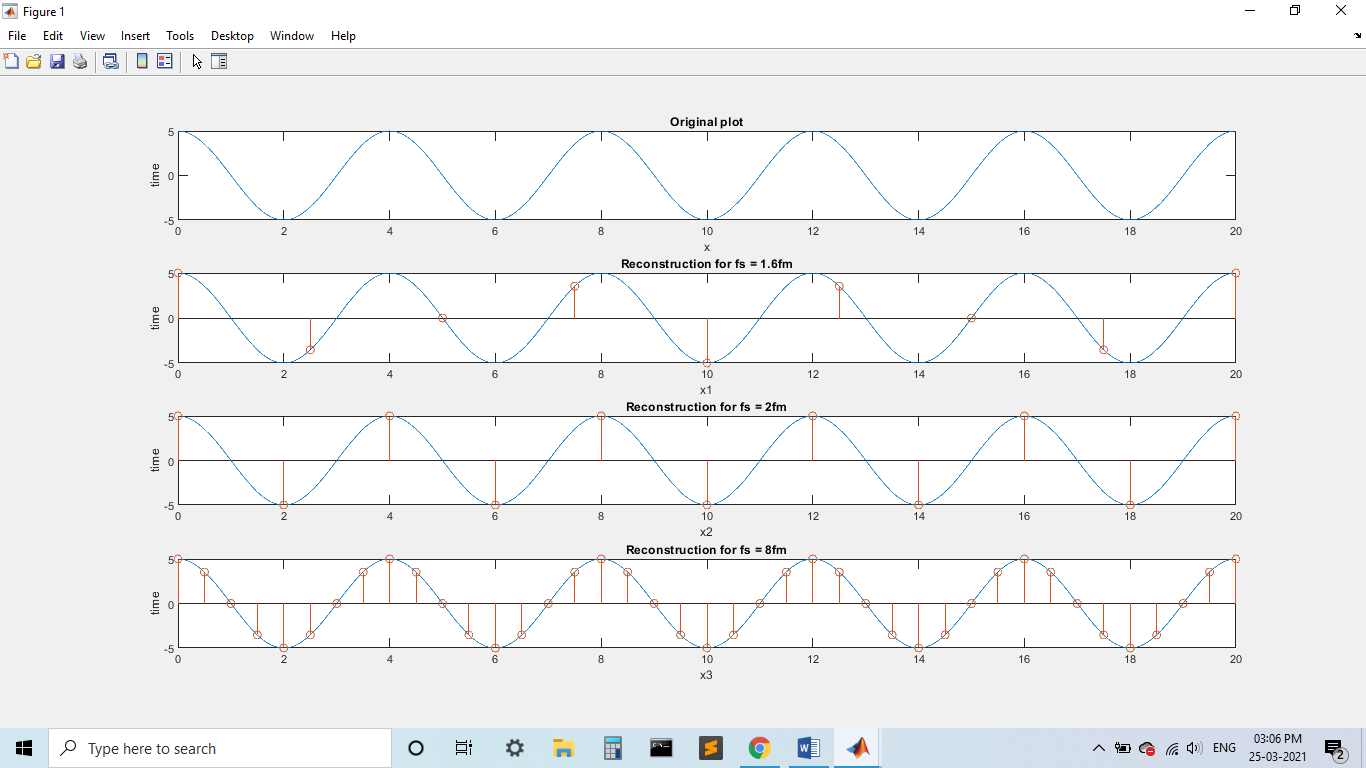 Figure 1
File Edit View Insert Tools Desktop Window Help
Original plot
5
0
-5
time
0 2 4 6 8 10 12 14 16 18 20
x
Reconstruction for fs = 1.6fm
5
0
-5
time
0 2 4 6 8 10 12 14 16 18 20
x1
Reconstruction for fs = 2fm
5
0
-5
time
0 2 4 6 8 10 12 14 16 18 20
x2
Reconstruction for fs = 8fm
5
0
-5
time
0 2 4 6 8 10 12 14 16 18 20
x3
Type here to search
ENG
03:06 PM
25-03-2021
2